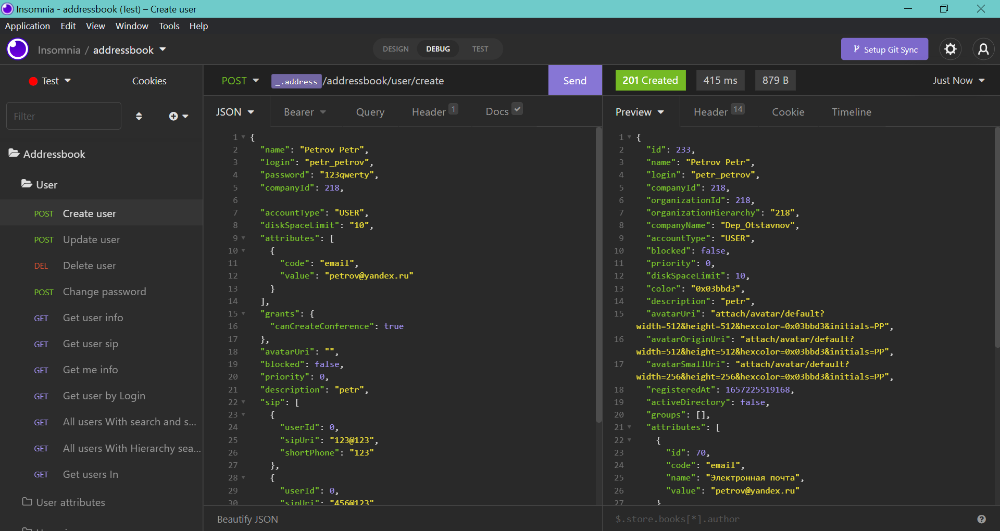 Insomnia - addressbook (Test) – Create user
Application Edit View Window Tools Help
Insomnia / addressbook
DESIGN DEBUG TEST
Setup Git Sync
Test Cookies
Filter
Addressbook
User
POST Create user
POST Update user
DEL Delete user
POST Change password
GET Get user info
GET Get user sip
GET Get me info
GET Get user by Login
GET All users With search and s...
GET All users With Hierarchy sea...
GET Get users In
User attributes
POST _.address /addressbook/user/create Send
JSON Bearer Query Header 1 Docs
1 {
2 "name": "Petrov Petr",
3 "login": "petr_petrov",
4 "password": "123qwerty",
5 "companyId": 218,
6
7 "accountType": "USER",
8 "diskSpaceLimit": "10",
9 "attributes": [
10 {
11 "code": "email",
12 "value": "petrov@yandex.ru"
13 }
14 ],
15 "grants": {
16 "canCreateConference": true
17 },
18 "avatarUri": "",
19 "blocked": false,
20 "priority": 0,
21 "description": "petr",
22 "sip": [
23 {
24 "userId": 0,
25 "sipUri": "123@123",
26 "shortPhone": "123"
27 },
28 {
29 "userId": 0,
30 "sipUri": "456@123"
Beautify JSON
201 Created 415 ms 879 B Just Now
Preview Header 14 Cookie Timeline
1 {
2 "id": 233,
3 "name": "Petrov Petr",
4 "login": "petr_petrov",
5 "companyId": 218,
6 "organizationId": 218,
7 "organizationHierarchy": "218",
8 "companyName": "Dep_Otstavnov",
9 "accountType": "USER",
10 "blocked": false,
11 "priority": 0,
12 "diskSpaceLimit": 10,
13 "color": "0x03bbd3",
14 "description": "petr",
15 "avatarUri": "attach/avatar/default?
width=512&height=512&hexcolor=0x03bbd3&initials=PP",
16 "avatarOriginUri": "attach/avatar/default?
width=512&height=512&hexcolor=0x03bbd3&initials=PP",
17 "avatarSmallUri": "attach/avatar/default?
width=256&height=256&hexcolor=0x03bbd3&initials=PP",
18 "registeredAt": 1657225519168,
19 "activeDirectory": false,
20 "groups": [],
21 "attributes": [
22 {
23 "id": 70,
24 "code": "email",
25 "name": "Электронная почта",
26 "value": "petrov@yandex.ru"
27 }
$.store.books[*].author